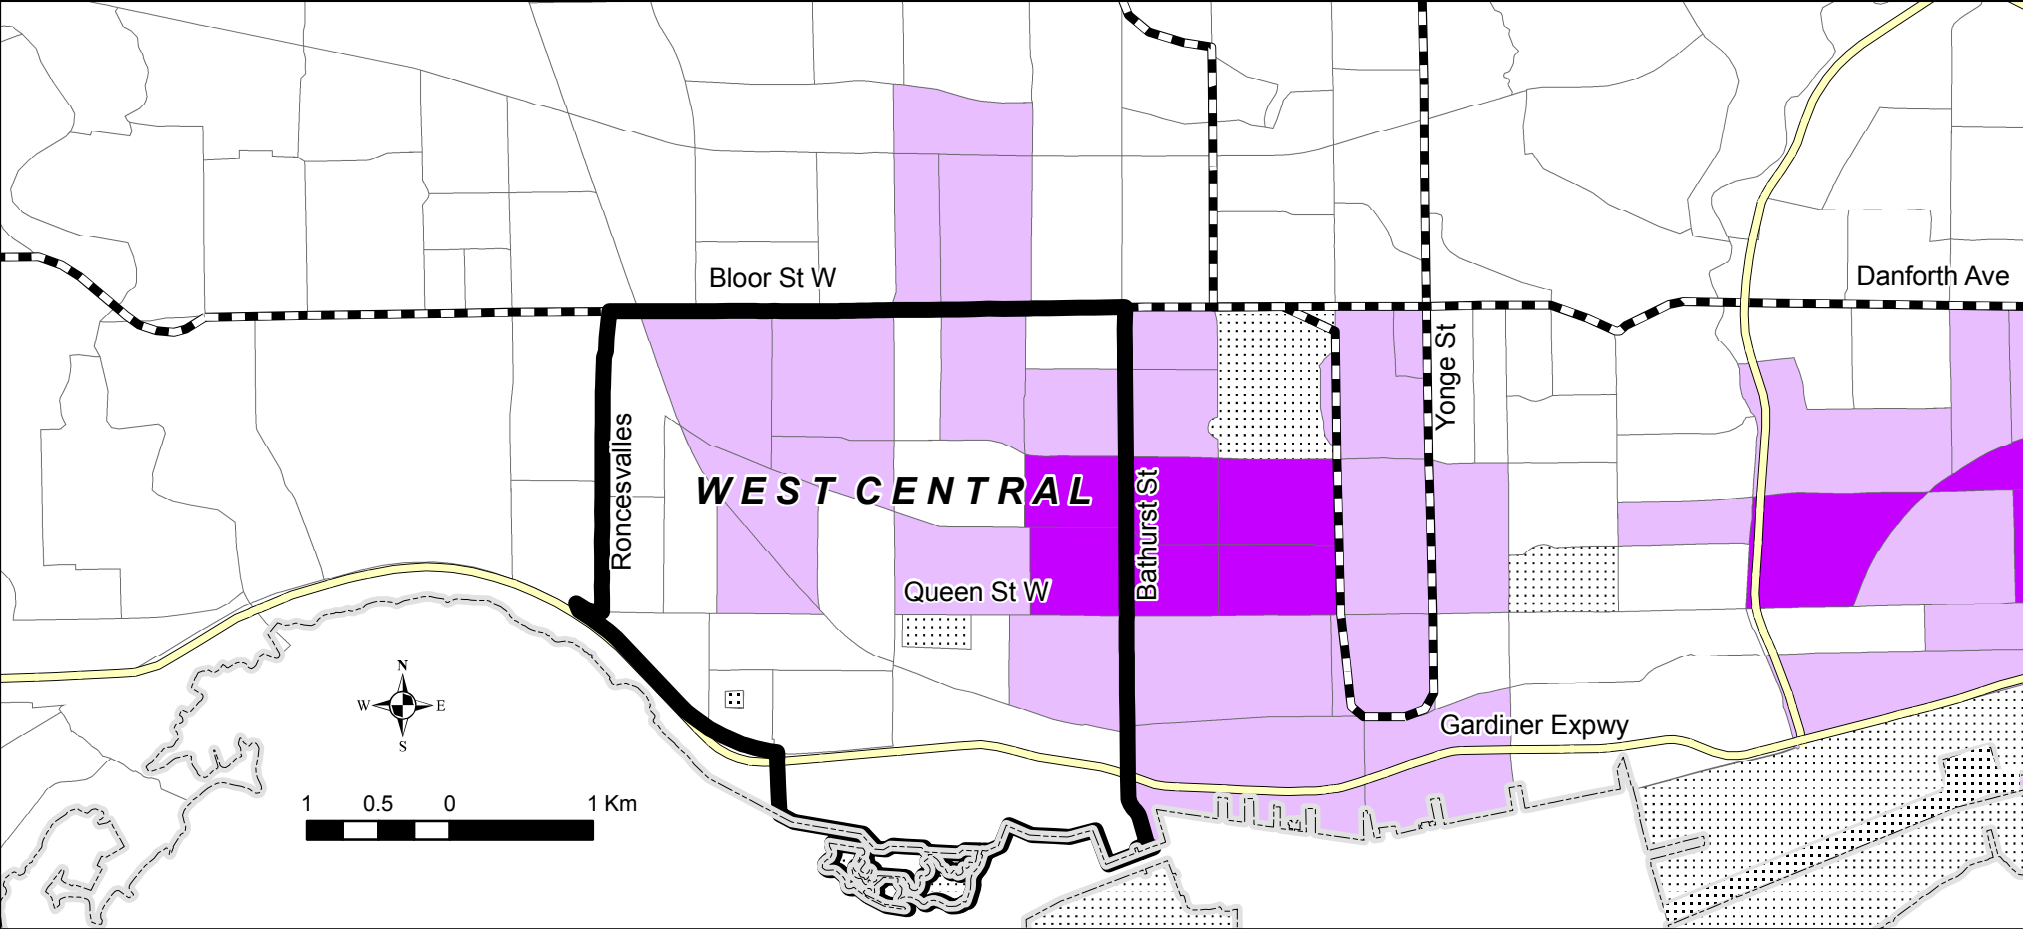 Bloor St W
Danforth Ave
Yonge St
Roncesvalles
WEST CENTRAL
Bathurst St
Queen St W
N
W E
S
Gardiner Expwy
1 0.5 0 1 Km